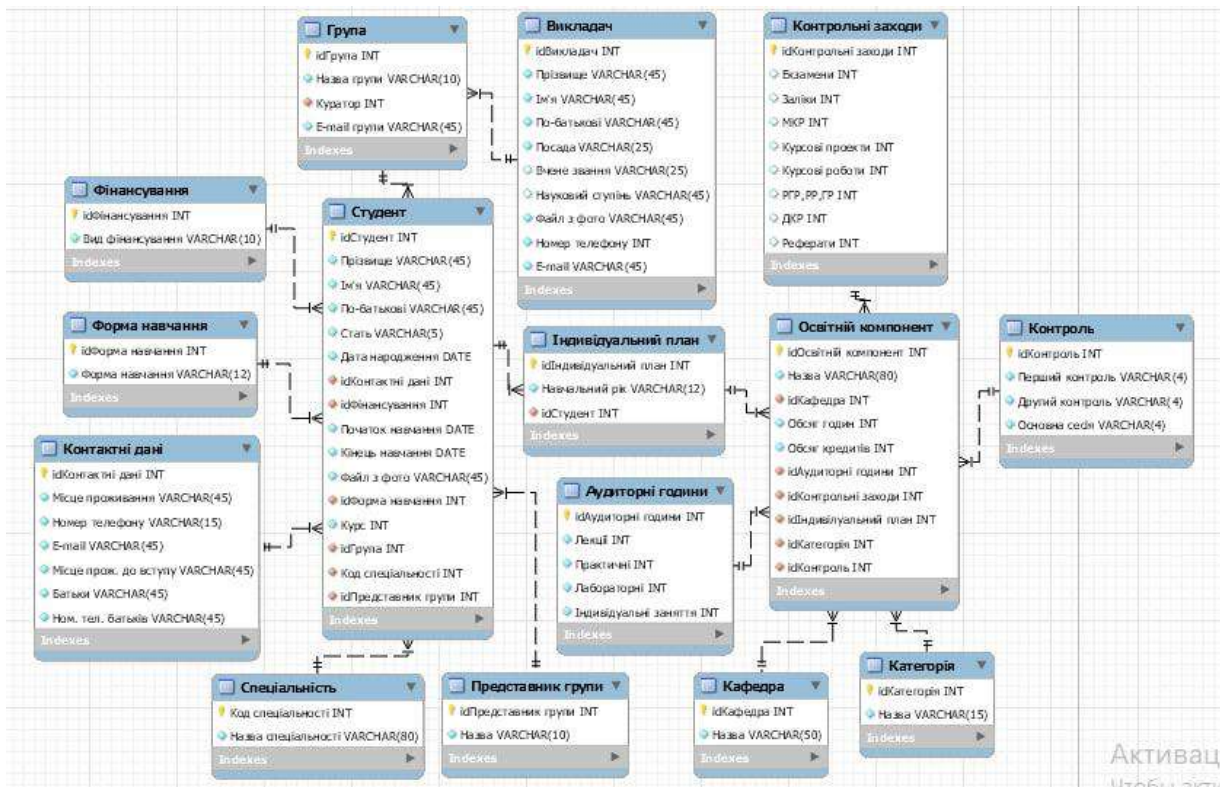 Група
idГрупа INT
Назва групи VARCHAR(10)
Куратор INT
E-mail групи VARCHAR(45)
Indexes
Викладач
idВикладач INT
Прізвище VARCHAR(45)
Ім'я VARCHAR(45)
По-батькові VARCHAR(45)
Посада VARCHAR(25)
Вчене звання VARCHAR(25)
Науковий ступінь VARCHAR(45)
Файл з фото VARCHAR(45)
Номер телефону INT
E-mail VARCHAR(45)
Indexes
Контрольні заходи
idКонтрольні заходи INT
Екзамени INT
Заліки INT
МКР INT
Курсові проекти INT
Курсові роботи INT
РГР,РР,ГР INT
ДКР INT
Реферати INT
Indexes
Фінансування
idФінансування INT
Вид фінансування VARCHAR(10)
Indexes
Форма навчання
idФорма навчання INT
Форма навчання VARCHAR(12)
Indexes
Контактні дані
idКонтактні дані INT
Місце проживання VARCHAR(45)
Номер телефону VARCHAR(15)
E-mail VARCHAR(45)
Місце прож. до вступу VARCHAR(45)
Батьки VARCHAR(45)
Ном. тел. батьків VARCHAR(45)
Indexes
Студент
idСтудент INT
Прізвище VARCHAR(45)
Ім'я VARCHAR(45)
По-батькові VARCHAR(45)
Стать VARCHAR(5)
Дата народження DATE
idКонтактні дані INT
idФінансування INT
Початок навчання DATE
Кінець навчання DATE
Файл з фото VARCHAR(45)
idФорма навчання INT
Курс INT
idГрупа INT
Код спеціальності INT
idПредставник групи INT
Indexes
Індивідуальний план
idІндивідуальний план INT
Навчальний рік VARCHAR(12)
idСтудент INT
Indexes
Аудиторні години
idАудиторні години INT
Лекції INT
Практичні INT
Лабораторні INT
Індивідуальні заняття INT
Indexes
Освітній компонент
idОсвітній компонент INT
Назва VARCHAR(80)
idКафедра INT
Обсяг годин INT
Обсяг кредитів INT
idАудиторні години INT
idКонтрольні заходи INT
idІндивілуальний план INT
idКатегорія INT
idКонтроль INT
Indexes
Контроль
idКонтроль INT
Перший контроль VARCHAR(4)
Другий контроль VARCHAR(4)
Основна сесія VARCHAR(4)
Indexes
Спеціальність
Код спеціальності INT
Назва спеціальності VARCHAR(80)
Indexes
Представник групи
idПредставник групи INT
Назва VARCHAR(10)
Indexes
Кафедра
idКафедра INT
Назва VARCHAR(50)
Indexes
Категорія
idКатегорія INT
Назва VARCHAR(15)
Indexes
Активац